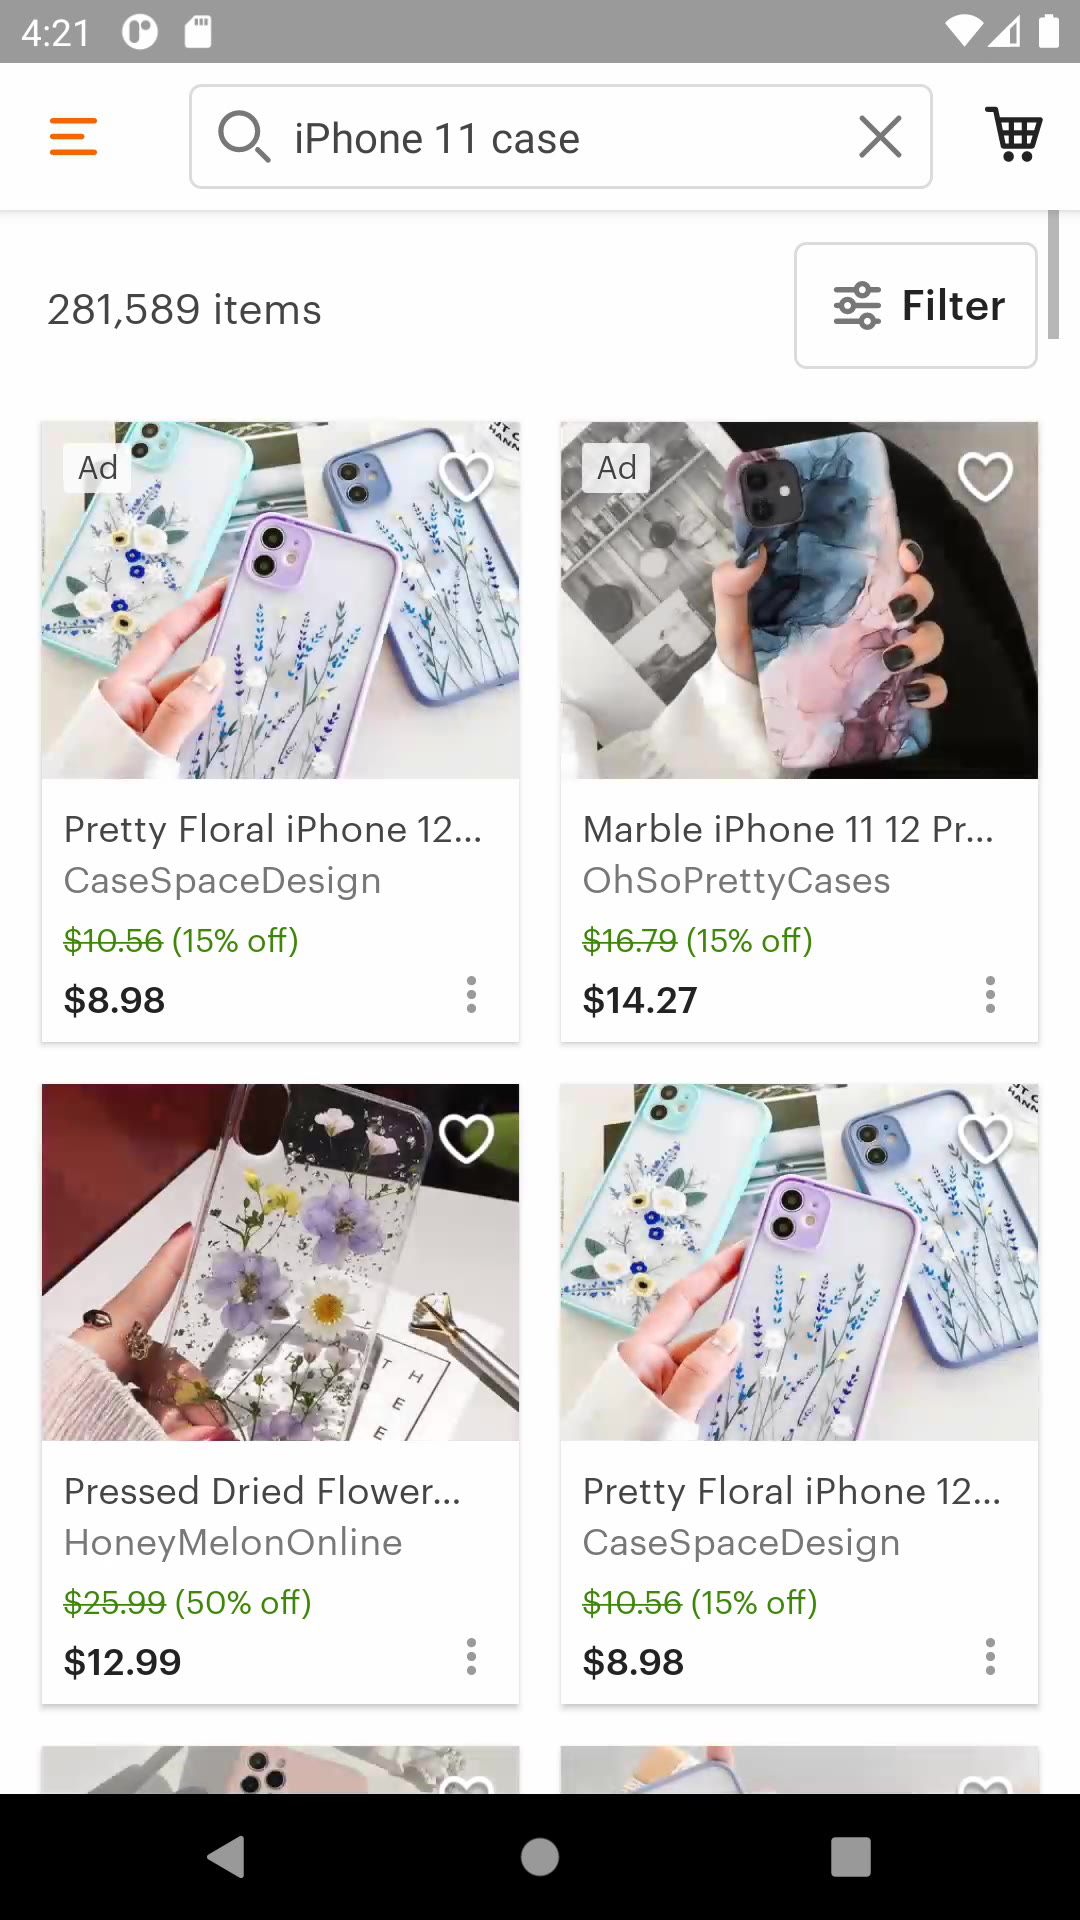 4:21
iPhone 11 case
281,589 items
Filter
Ad
Ad
Pretty Floral iPhone 12...
CaseSpaceDesign
$10.56 (15% off)
$8.98
Marble iPhone 11 12 Pr...
OhSoPrettyCases
$16.79 (15% off)
$14.27
T H
E
E
Pressed Dried Flower...
HoneyMelonOnline
$25.99 (50% off)
$12.99
Pretty Floral iPhone 12...
CaseSpaceDesign
$10.56 (15% off)
$8.98